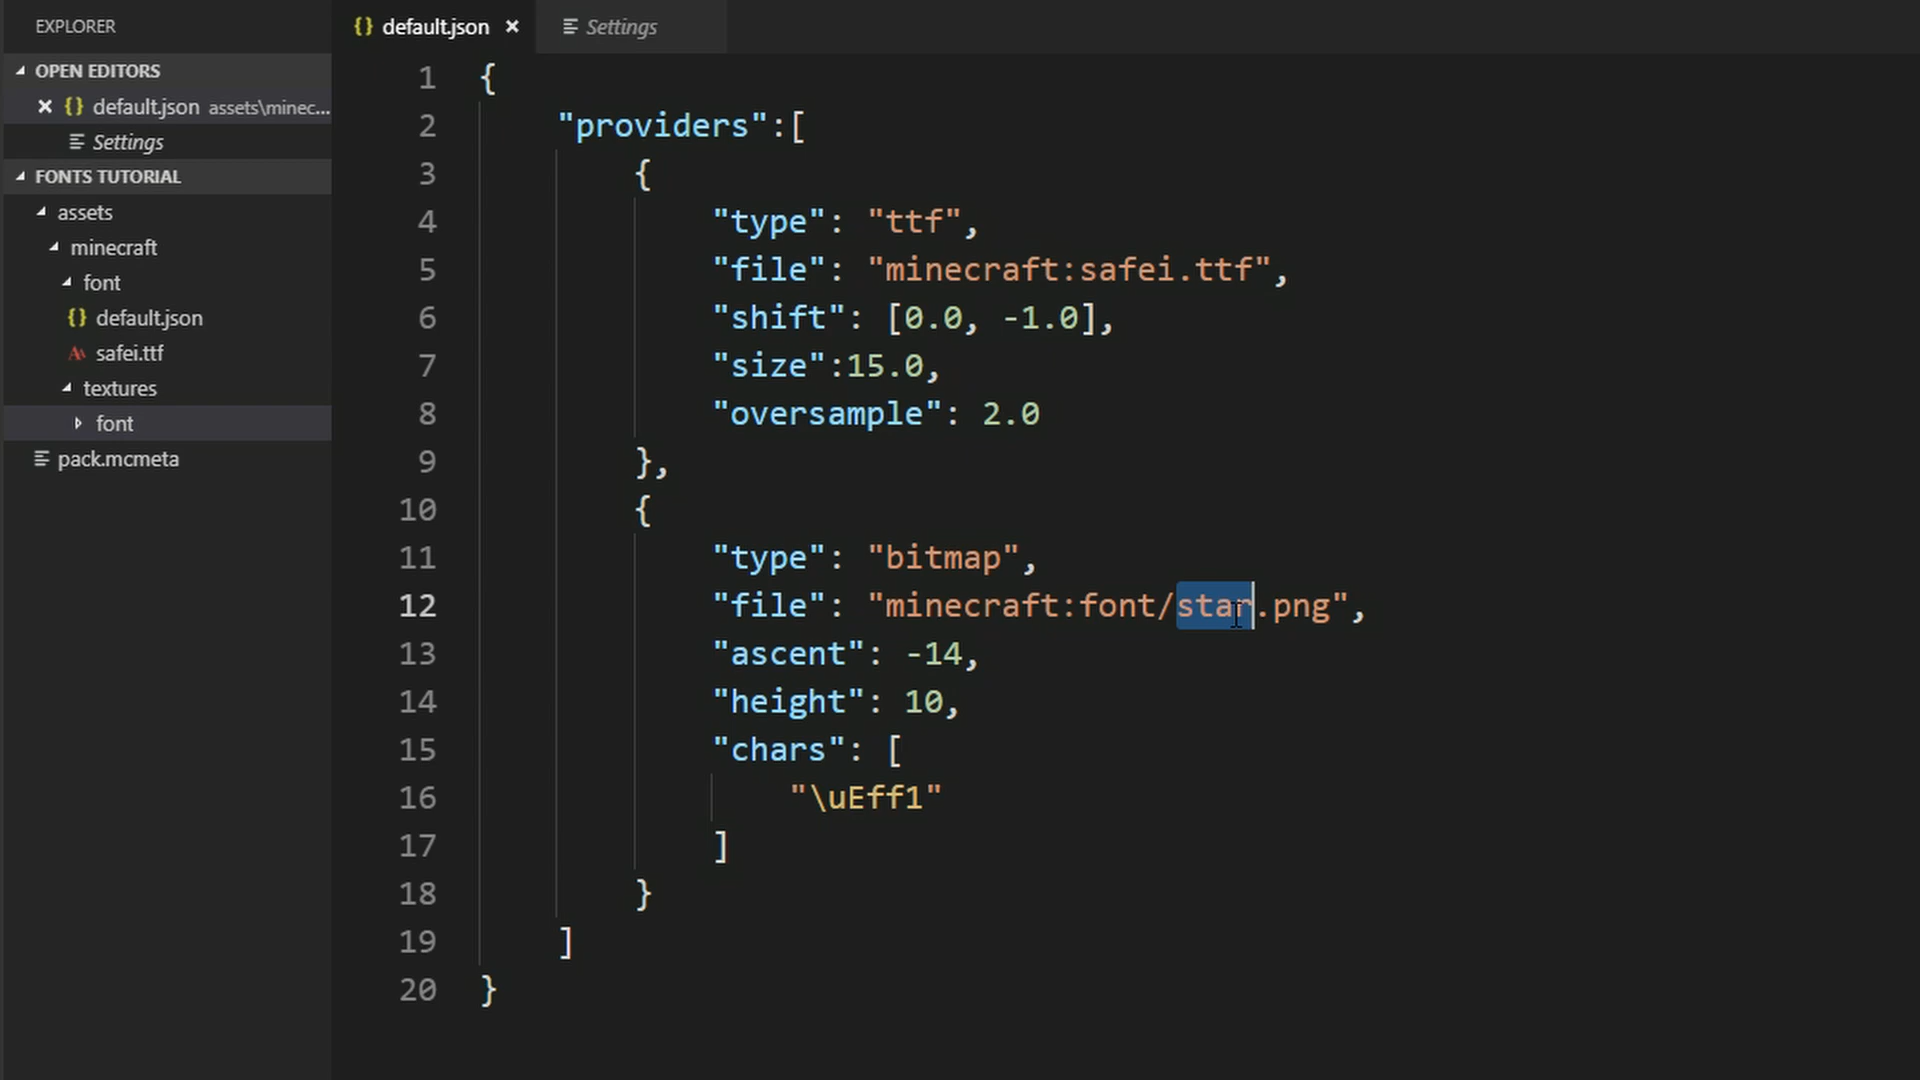 EXPLORER
OPEN EDITORS
default.json assets\minec...
Settings
FONTS TUTORIAL
assets
minecraft
font
default.json
safei.ttf
textures
font
pack.mcmeta
default.json
Settings
1 {
2 "providers":[
3 {
4 "type": "ttf",
5 "file": "minecraft:safei.ttf",
6 "shift": [0.0, -1.0],
7 "size":15.0,
8 "oversample": 2.0
9 },
10 {
11 "type": "bitmap",
12 "file": "minecraft:font/star.png",
13 "ascent": -14,
14 "height": 10,
15 "chars": [
16 "\uEff1"
17 ]
18 }
19 ]
20 }